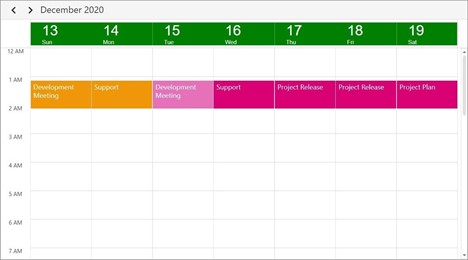 December 2020
13 14 15 16 17 18 19
Sun Mon Tue Wed Thu Fri Sat
12 AM
1 AM
Development Meeting
Support
Development Meeting
Support
Project Release
Project Release
Project Plan
2 AM
3 AM
4 AM
5 AM
6 AM
7 AM